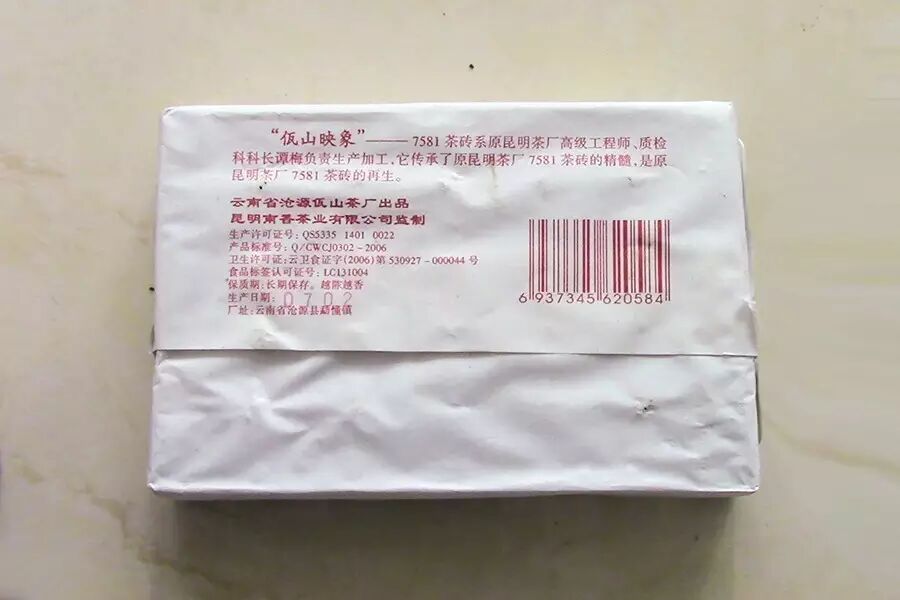 “佤山映象”——7581茶砖系原昆明茶厂高级工程师、质检
科科长谭梅负责生产加工,它传承了原昆明茶厂7581茶砖的精髓,是原
昆明茶厂7581茶砖的再生。
云南省沧源佤山茶厂出品
昆明南香茶业有限公司监制
生产许可证号: QS5335 1401 0022
产品标准号: Q/CWCJ0302-2006
卫生许可证:云卫食证字(2006)第530927-000044号
食品标签认可证号: LC131004
保质期:长期保存。越陈越香
生产日期: 0702
厂址:云南省沧源县勐懂镇
6 937345 620584